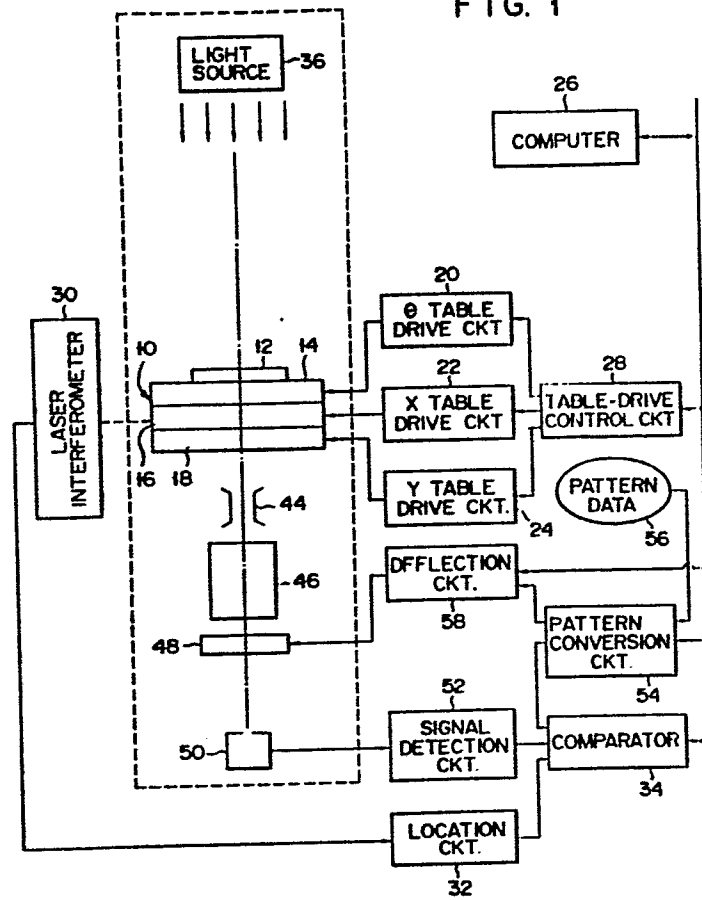 FIG. 1
LIGHT
SOURCE
36
26
COMPUTER
30
LASER
INTERFEROMETER
20
θ TABLE
DRIVE CKT
10
12
14
22
28
X TABLE
DRIVE CKT
TABLE-DRIVE
CONTROL CKT
16
18
Y TABLE
DRIVE CKT.
24
PATTERN
DATA
56
44
46
DFFLECTION
CKT.
58
48
PATTERN
CONVERSION
CKT.
54
52
50
SIGNAL
DETECTION
CKT.
COMPARATOR
34
LOCATION
CKT.
32